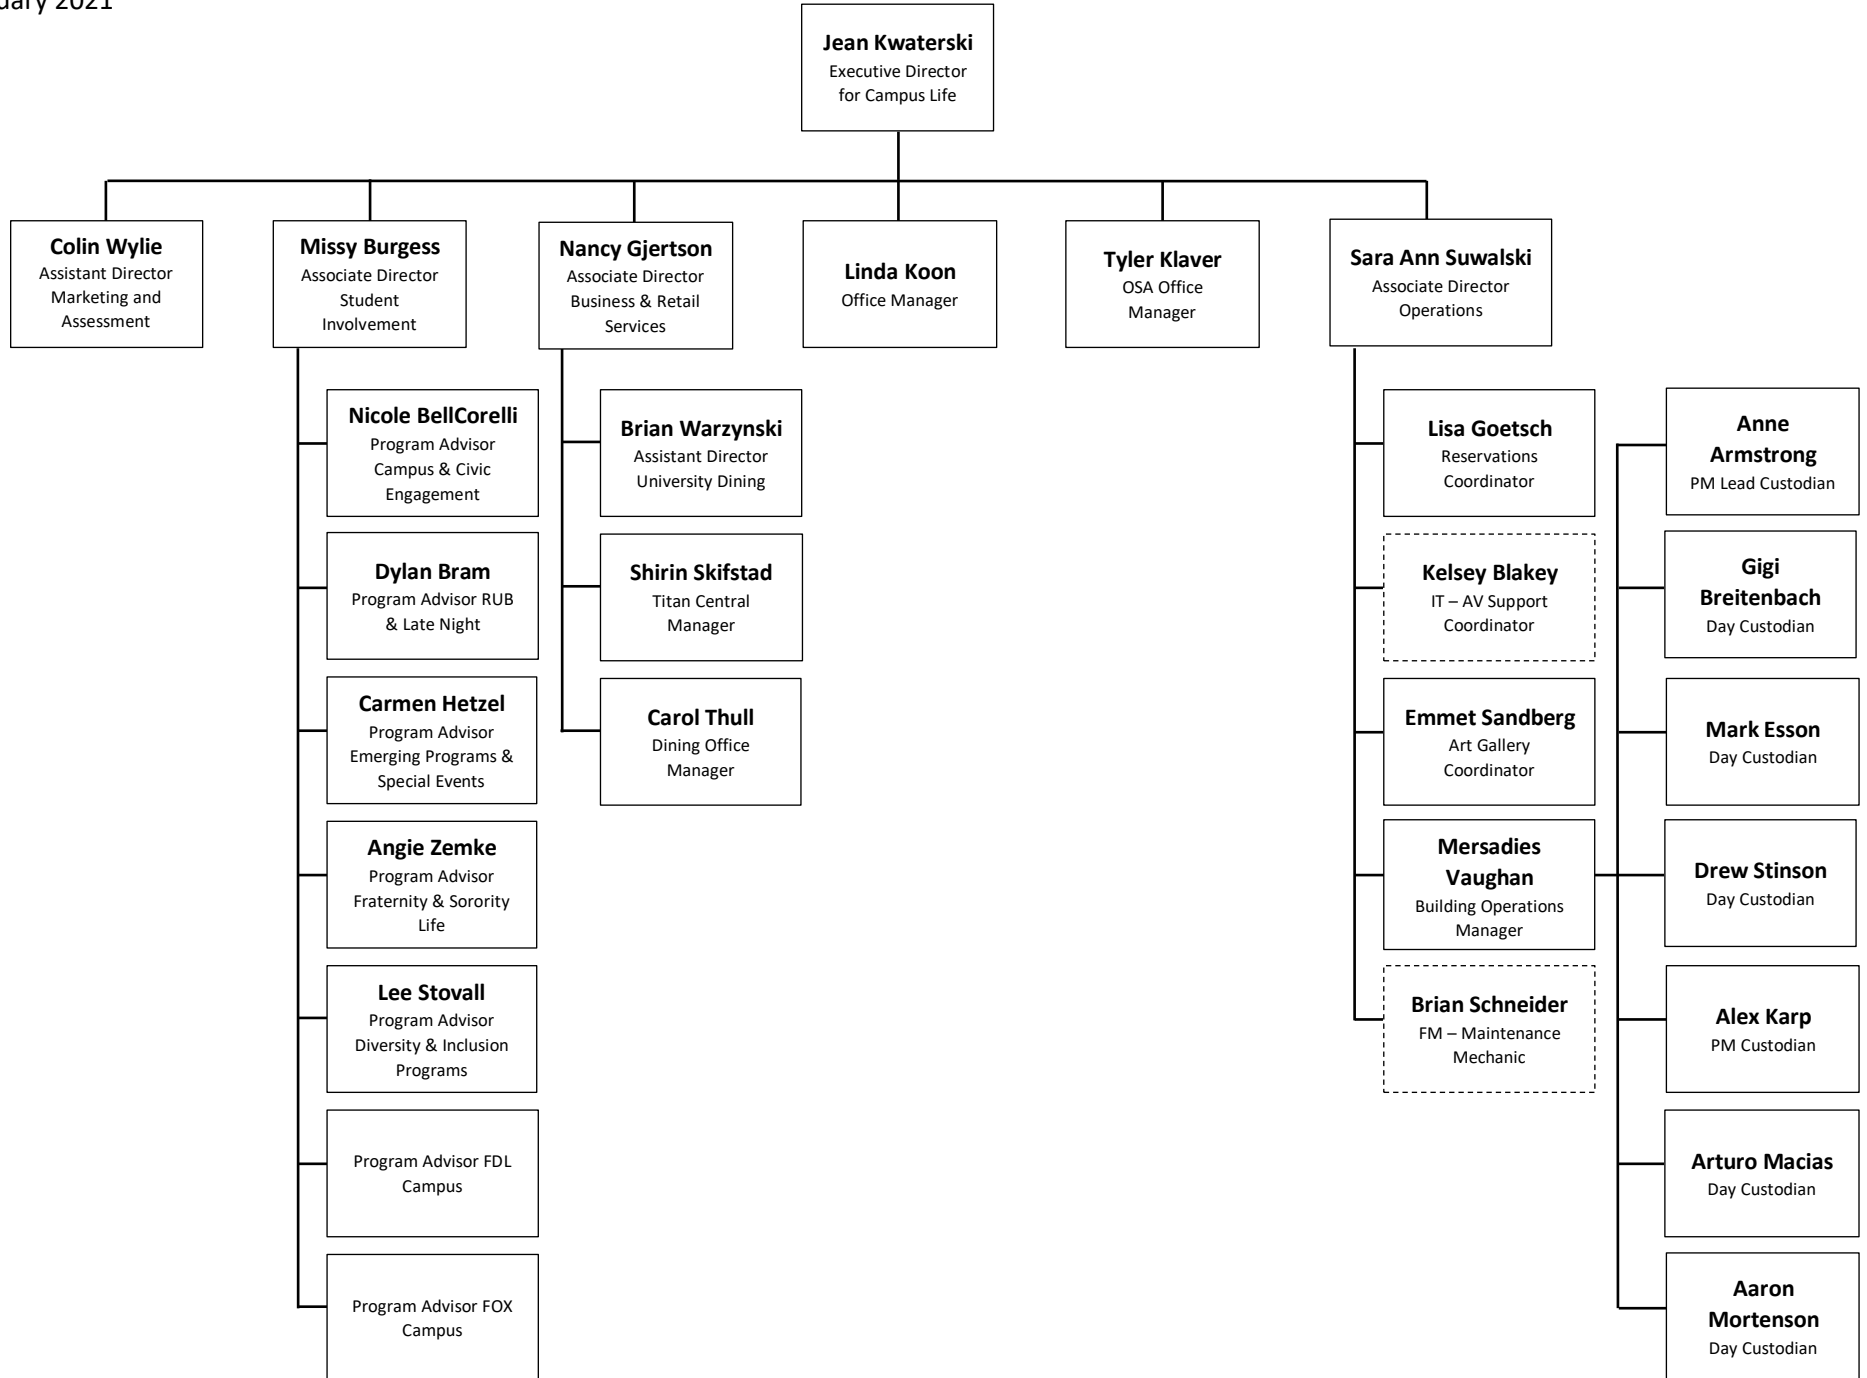 2021
Jean Kwaterski
Executive Director
for Campus Life
Colin Wylie
Assistant Director
Marketing and
Assessment
Missy Burgess
Associate Director
Student
Involvement
Nancy Gjertson
Associate Director
Business & Retail
Services
Linda Koon
Office Manager
Tyler Klaver
OSA Office
Manager
Sara Ann Suwalski
Associate Director
Operations
Nicole BellCorelli
Program Advisor
Campus & Civic
Engagement
Dylan Bram
Program Advisor RUB
& Late Night
Carmen Hetzel
Program Advisor
Emerging Programs &
Special Events
Angie Zemke
Program Advisor
Fraternity & Sorority
Life
Lee Stovall
Program Advisor
Diversity & Inclusion
Programs
Program Advisor FDL
Campus
Program Advisor FOX
Campus
Brian Warzynski
Assistant Director
University Dining
Shirin Skifstad
Titan Central
Manager
Carol Thull
Dining Office
Manager
Lisa Goetsch
Reservations
Coordinator
Kelsey Blakey
IT – AV Support
Coordinator
Emmet Sandberg
Art Gallery
Coordinator
Mersadies
Vaughan
Building Operations
Manager
Brian Schneider
FM – Maintenance
Mechanic
Anne
Armstrong
PM Lead Custodian
Gigi
Breitenbach
Day Custodian
Mark Esson
Day Custodian
Drew Stinson
Day Custodian
Alex Karp
PM Custodian
Arturo Macias
Day Custodian
Aaron
Mortenson
Day Custodian